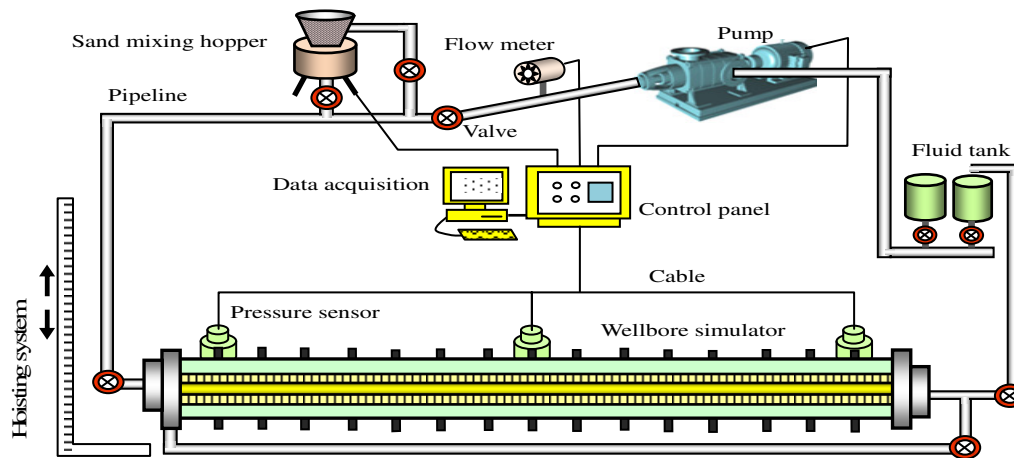 Sand mixing hopper
Flow meter
Pump
Pipeline
Valve
Fluid tank
Data acquisition
Control panel
Cable
Pressure sensor
Wellbore simulator
Hoisting system